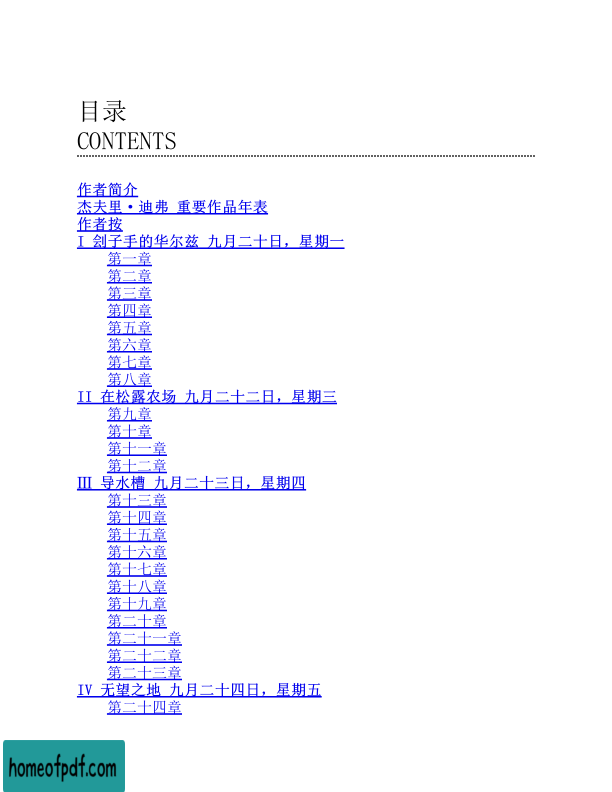 目录
CONTENTS
作者简介
杰夫里·迪弗 重要作品年表
作者按
I 刽子手的华尔兹 九月二十日，星期一
第一章
第二章
第三章
第四章
第五章
第六章
第七章
第八章
II 在松露农场 九月二十二日，星期三
第九章
第十章
第十一章
第十二章
Ⅲ 导水槽 九月二十三日，星期四
第十三章
第十四章
第十五章
第十六章
第十七章
第十八章
第十九章
第二十章
第二十一章
第二十二章
第二十三章
IV 无望之地 九月二十四日，星期五
第二十四章
homeofpdf.com